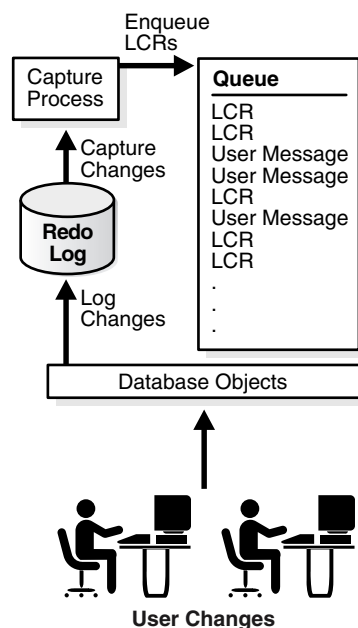 Enqueue
LCRs
Capture
Process
Queue
LCR
LCR
User Message
User Message
LCR
User Message
LCR
LCR
.
.
.
Capture
Changes
Redo
Log
Log
Changes
Database Objects
User Changes